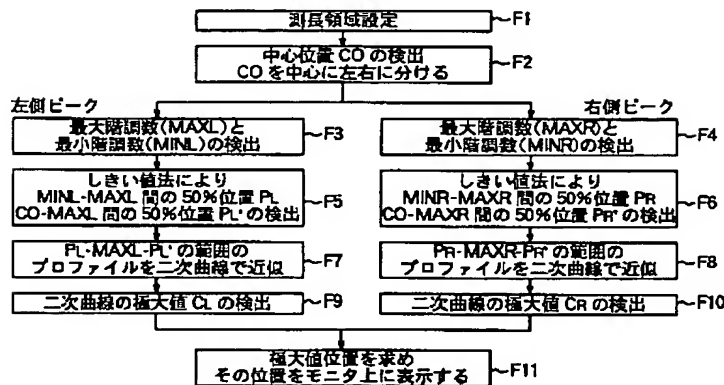 測長領域設定
F1
中心位置 CO の検出
CO を中心に左右に分ける
F2
左側ピーク
右側ピーク
最大階調数(MAXL)と
最小階調数(MINL)の検出
F3
最大階調数(MAXR)と
最小階調数(MINR)の検出
F4
しきい値法により
MINL-MAXL 間の 50%位置 PL
CO-MAXL 間の 50%位置 PL' の検出
F5
しきい値法により
MINR-MAXR 間の 50%位置 PR
CO-MAXR 間の 50%位置 PR' の検出
F6
PL-MAXL-PL' の範囲の
プロファイルを二次曲線で近似
F7
PR-MAXR-PR' の範囲の
プロファイルを二次曲線で近似
F8
二次曲線の極大値 CL の検出
F9
二次曲線の極大値 CR の検出
F10
極大値位置を求め
その位置をモニタ上に表示する
F11